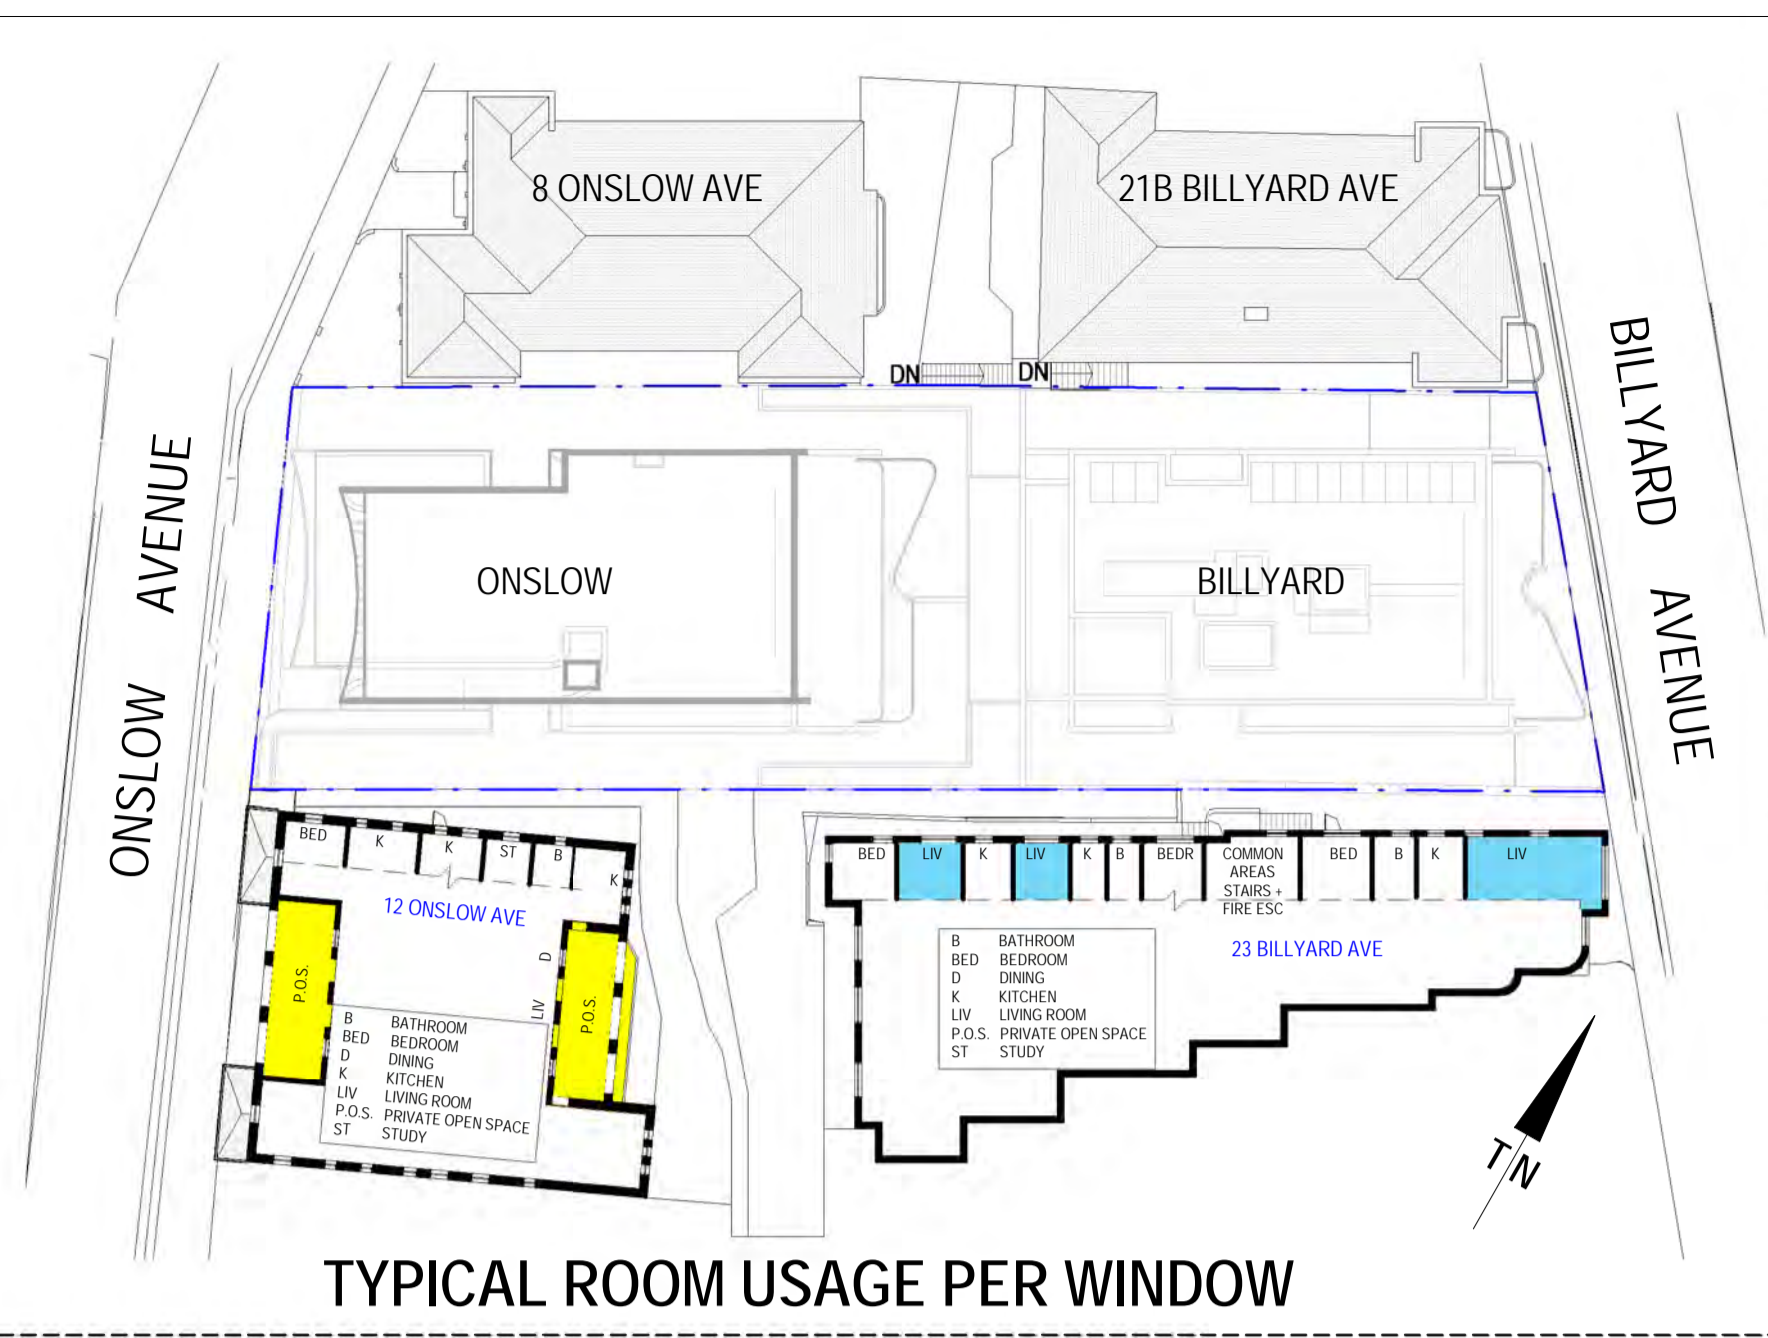 8 ONSLOW AVE
21B BILLYARD AVE
DN
DN
ONSLOW AVENUE
BILLYARD AVENUE
ONSLOW
BILLYARD
BED
K
K
ST
B
K
12 ONSLOW AVE
P.O.S.
D
LIV
P.O.S.
B BATHROOM
BED BEDROOM
D DINING
K KITCHEN
LIV LIVING ROOM
P.O.S. PRIVATE OPEN SPACE
ST STUDY
BED
LIV
K
LIV
K
B
BEDR
COMMON
AREAS
STAIRS +
FIRE ESC
BED
B
K
LIV
23 BILLYARD AVE
B BATHROOM
BED BEDROOM
D DINING
K KITCHEN
LIV LIVING ROOM
P.O.S. PRIVATE OPEN SPACE
ST STUDY
TN
TYPICAL ROOM USAGE PER WINDOW